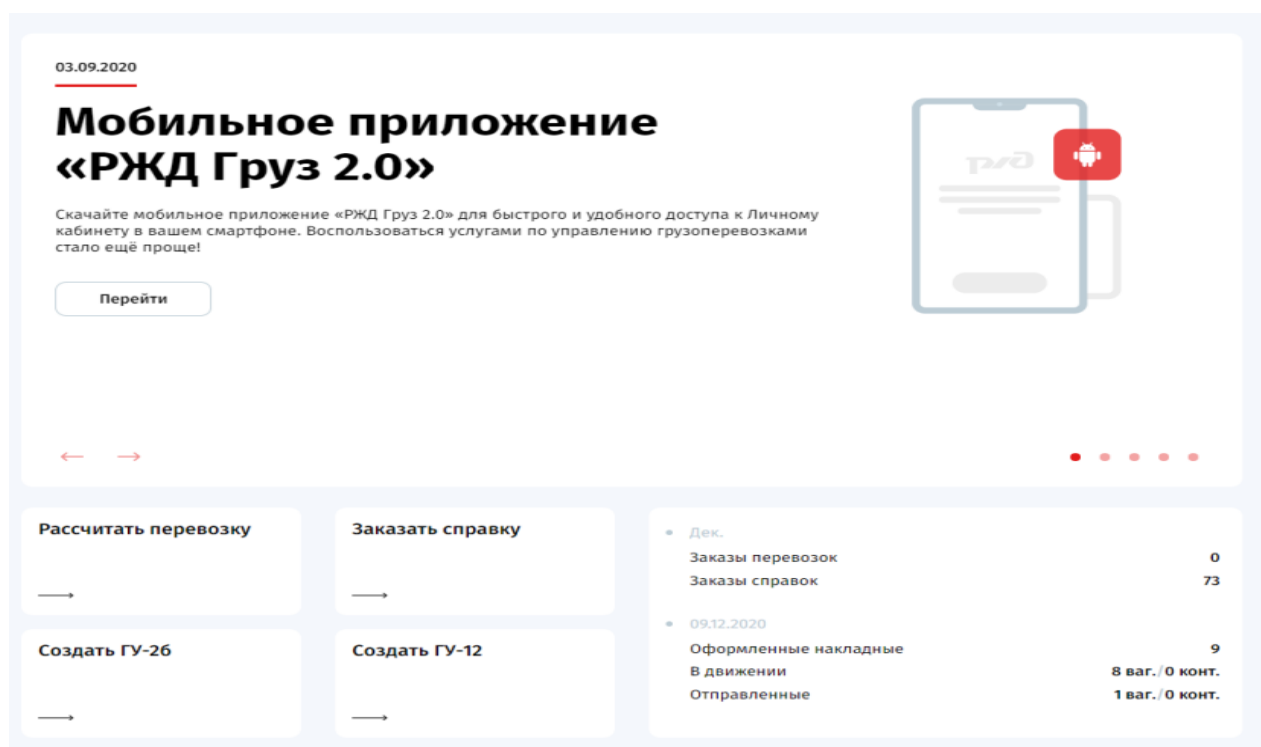 03.09.2020
Мобильное приложение
«РЖД Груз 2.0»
Скачайте мобильное приложение «РЖД Груз 2.0» для быстрого и удобного доступа к Личному
кабинету в вашем смартфоне. Воспользоваться услугами по управлению грузоперевозками
стало ещё проще!
Перейти
Рассчитать перевозку
Заказать справку
Создать ГУ-2б
Создать ГУ-12
Дек.
Заказы перевозок 0
Заказы справок 73
09.12.2020
Оформленные накладные 9
В движении 8 ваг./0 конт.
Отправленные 1 ваг./0 конт.